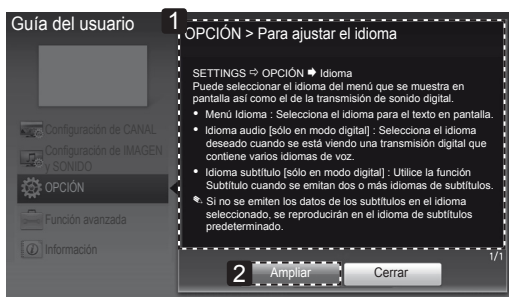 Guía del usuario
1
OPCIÓN > Para ajustar el idioma
SETTINGS ⇨ OPCIÓN 🠺 Idioma
Puede seleccionar el idioma del menú que se muestra en
pantalla así como el de la transmisión de sonido digital.
• Menú Idioma : Selecciona el idioma para el texto en pantalla.
• Idioma audio [sólo en modo digital] : Selecciona el idioma
deseado cuando se está viendo una transmisión digital que
contiene varios idiomas de voz.
• Idioma subtítulo [sólo en modo digital] : Utilice la función
Subtítulo cuando se emitan dos o más idiomas de subtítulos.
✎ Si no se emiten los datos de los subtítulos en el idioma
seleccionado, se reproducirán en el idioma de subtítulos
predeterminado.
1/1
Configuración de CANAL
Configuración de IMAGEN
y SONIDO
OPCIÓN
Función avanzada
Información
2
Ampliar
Cerrar